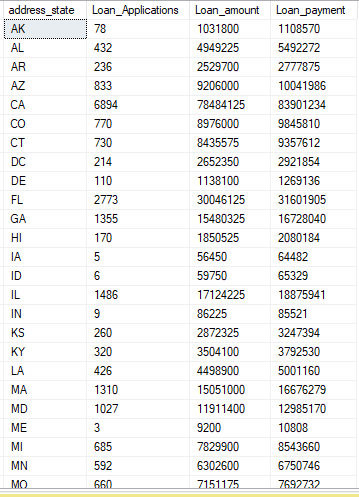 address_state Loan_Applications Loan_amount Loan_payment
AK 78 1031800 1108570
AL 432 4949225 5492272
AR 236 2529700 2777875
AZ 833 9206000 10041986
CA 6894 78484125 83901234
CO 770 8976000 9845810
CT 730 8435575 9357612
DC 214 2652350 2921854
DE 110 1138100 1269136
FL 2773 30046125 31601905
GA 1355 15480325 16728040
HI 170 1850525 2080184
IA 5 56450 64482
ID 6 59750 65329
IL 1486 17124225 18875941
IN 9 86225 85521
KS 260 2872325 3247394
KY 320 3504100 3792530
LA 426 4498900 5001160
MA 1310 15051000 16676279
MD 1027 11911400 12985170
ME 3 9200 10808
MI 685 7829900 8543660
MN 592 6302600 6750746
MO 660 7151175 7692732